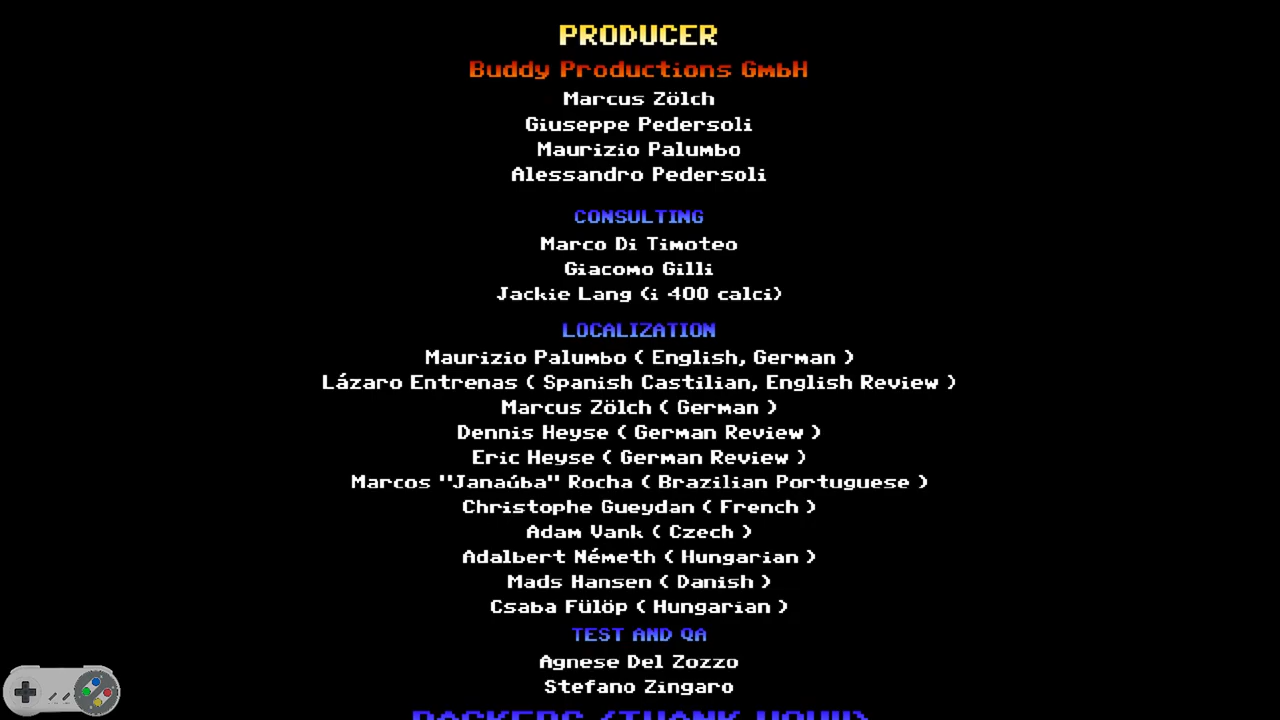 PRODUCER
Buddy Productions GmbH
Marcus Zölch
Giuseppe Pedersoli
Maurizio Palumbo
Alessandro Pedersoli
CONSULTING
Marco Di Timoteo
Giacomo Gilli
Jackie Lang (i 400 calci)
LOCALIZATION
Maurizio Palumbo ( English, German )
Lázaro Entrenas ( Spanish Castilian, English Review )
Marcus Zölch ( German )
Dennis Heyse ( German Review )
Eric Heyse ( German Review )
Marcos "Janaúba" Rocha ( Brazilian Portuguese )
Christophe Gueydan ( French )
Adam Vank ( Czech )
Adalbert Németh ( Hungarian )
Mads Hansen ( Danish )
Csaba Fülöp ( Hungarian )
TEST AND QA
Agnese Del Zozzo
Stefano Zingaro
BACKERS (THANK YOU!)